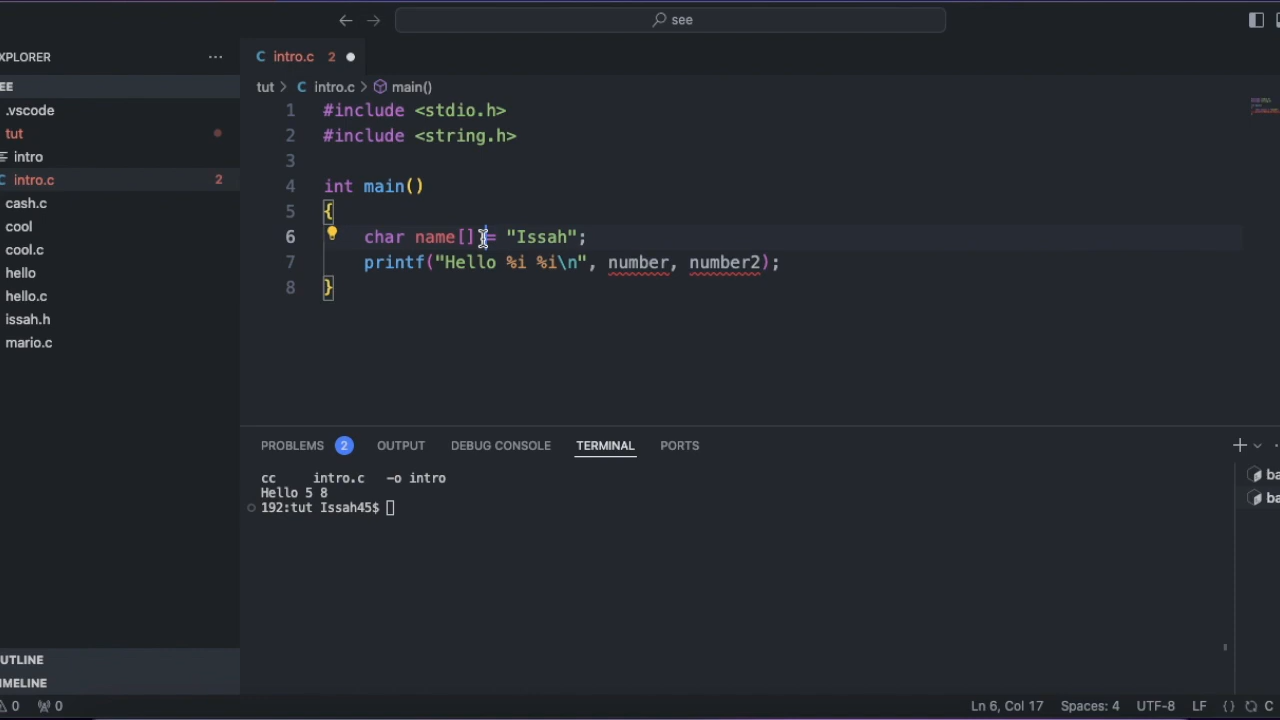 ← → see
XPLORER ···
C intro.c 2
EE
tut > C intro.c > main()
.vscode
tut
intro
C intro.c 2
cash.c
cool
cool.c
hello
hello.c
issah.h
mario.c
1 #include <stdio.h>
2 #include <string.h>
3
4 int main()
5 {
6 char name[] = "Issah";
7 printf("Hello %i %i\n", number, number2);
8 }
PROBLEMS 2 OUTPUT DEBUG CONSOLE TERMINAL PORTS
cc intro.c -o intro
Hello 5 8
192:tut Issah45$
ba
ba
UTLINE
IMELINE
0 0 Ln 6, Col 17 Spaces: 4 UTF-8 LF {} C